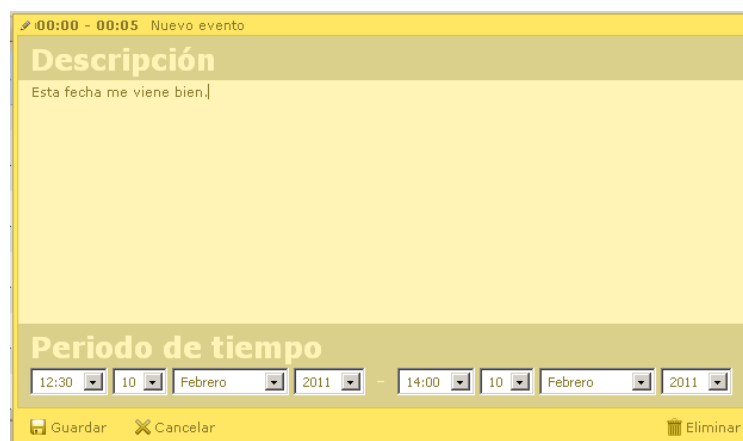 00:00 - 00:05 Nuevo evento
Descripción
Esta fecha me viene bien.
Periodo de tiempo
12:30 10 Febrero 2011 – 14:00 10 Febrero 2011
Guardar Cancelar Eliminar